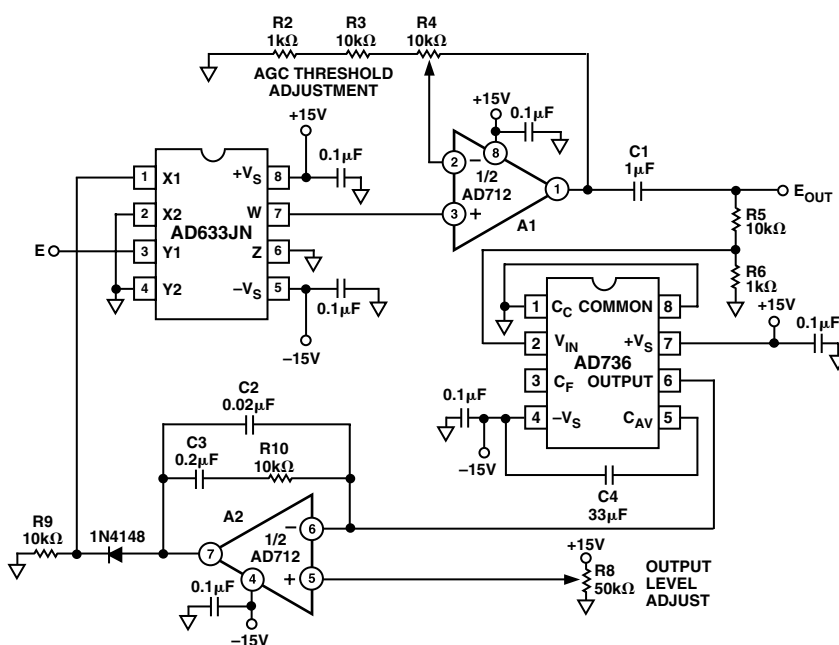 R2
1kΩ
R3
10kΩ
R4
10kΩ
AGC THRESHOLD
ADJUSTMENT
+15V
0.1µF
+15V
0.1µF
C1
1µF
1 X1
2 X2
3 Y1
4 Y2
+VS 8
W 7
Z 6
−VS 5
AD633JN
E
0.1µF
−15V
2 −
3 +
8
1
1/2
AD712
A1
EOUT
R5
10kΩ
R6
1kΩ
1 CC COMMON 8
2 VIN +VS 7
AD736
3 CF OUTPUT 6
4 −VS CAV 5
+15V
0.1µF
0.1µF
−15V
C4
33µF
C2
0.02µF
C3
0.2µF
R10
10kΩ
A2
R9
10kΩ
1N4148
7
1/2
AD712
− 6
+ 5
4
0.1µF
−15V
+15V
R8
50kΩ
OUTPUT
LEVEL
ADJUST